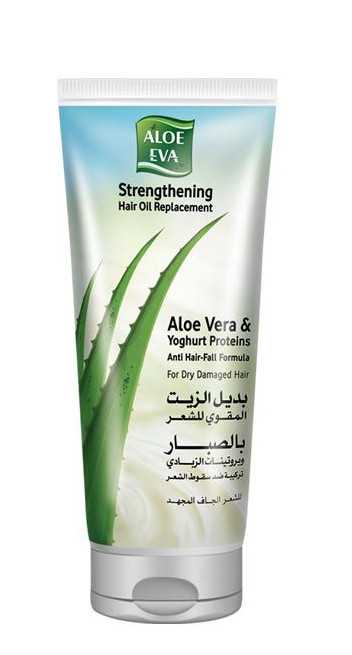 ALOE
EVA
Strengthening
Hair Oil Replacement
Aloe Vera &
Yoghurt Proteins
Anti Hair-Fall Formula
For Dry Damaged Hair
بديل الزيت
المقوي للشعر
بالصبار
وبروتينات الزبادي
تركيبة ضد سقوط الشعر
للشعر الجاف المجهد